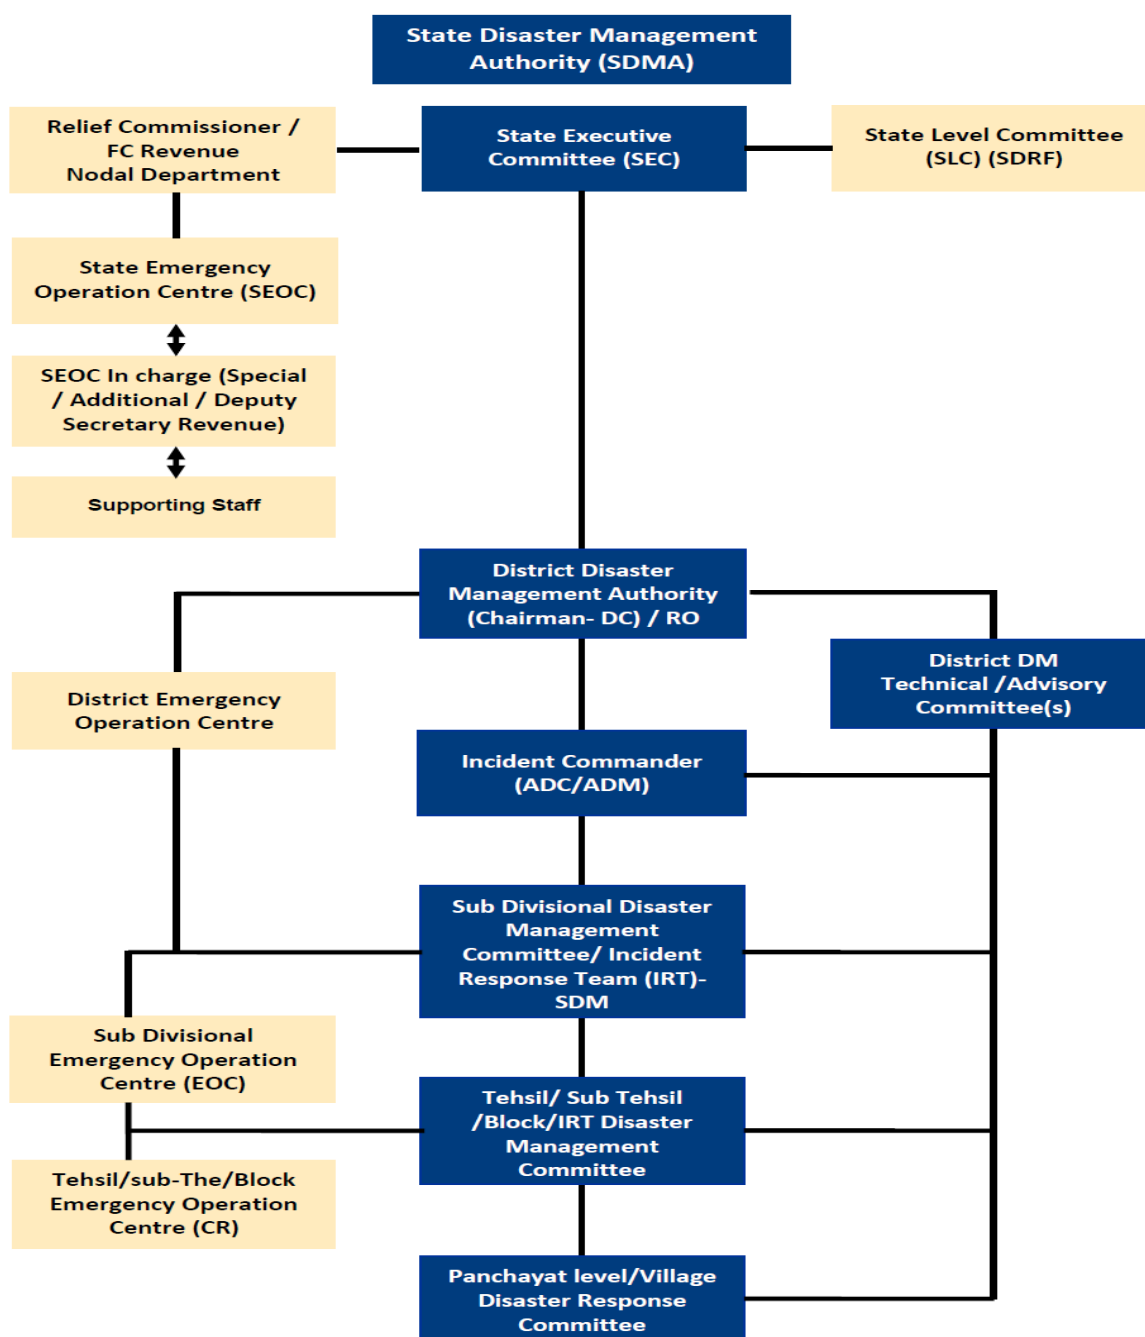 State Disaster Management
Authority (SDMA)
Relief Commissioner /
FC Revenue
Nodal Department
State Executive
Committee (SEC)
State Level Committee
(SLC) (SDRF)
State Emergency
Operation Centre (SEOC)
SEOC In charge (Special
/ Additional / Deputy
Secretary Revenue)
Supporting Staff
District Disaster
Management Authority
(Chairman- DC) / RO
District DM
Technical /Advisory
Committee(s)
District Emergency
Operation Centre
Incident Commander
(ADC/ADM)
Sub Divisional Disaster
Management
Committee/ Incident
Response Team (IRT)-
SDM
Sub Divisional
Emergency Operation
Centre (EOC)
Tehsil/ Sub Tehsil
/Block/IRT Disaster
Management
Committee
Tehsil/sub-The/Block
Emergency Operation
Centre (CR)
Panchayat level/Village
Disaster Response
Committee